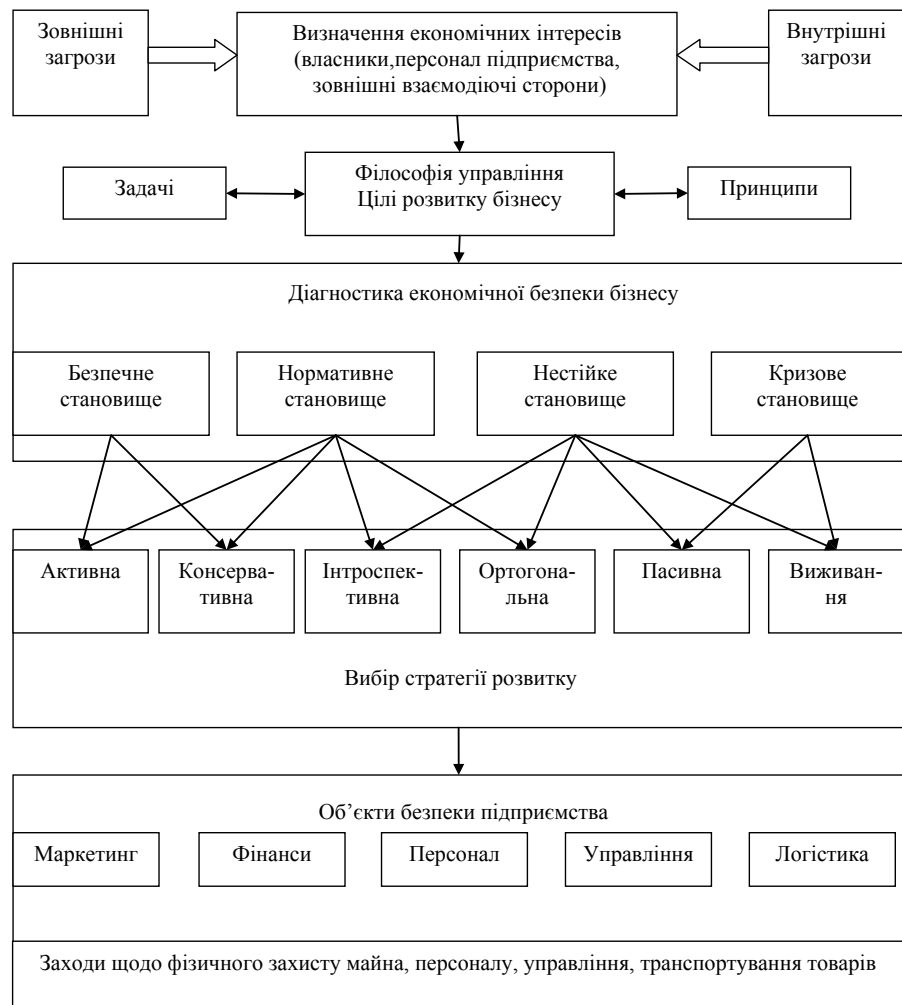 Зовнішні
загрози
Визначення економічних інтересів
(власники,персонал підприємства,
зовнішні взаємодіючі сторони)
Внутрішні
загрози
Задачі
Філософія управління
Цілі розвитку бізнесу
Принципи
Діагностика економічної безпеки бізнесу
Безпечне
становище
Нормативне
становище
Нестійке
становище
Кризове
становище
Активна
Консерва-
тивна
Інтроспек-
тивна
Ортогона-
льна
Пасивна
Виживан-
ня
Вибір стратегії розвитку
Об’єкти безпеки підприємства
Маркетинг
Фінанси
Персонал
Управління
Логістика
Заходи щодо фізичного захисту майна, персоналу, управління, транспортування товарів